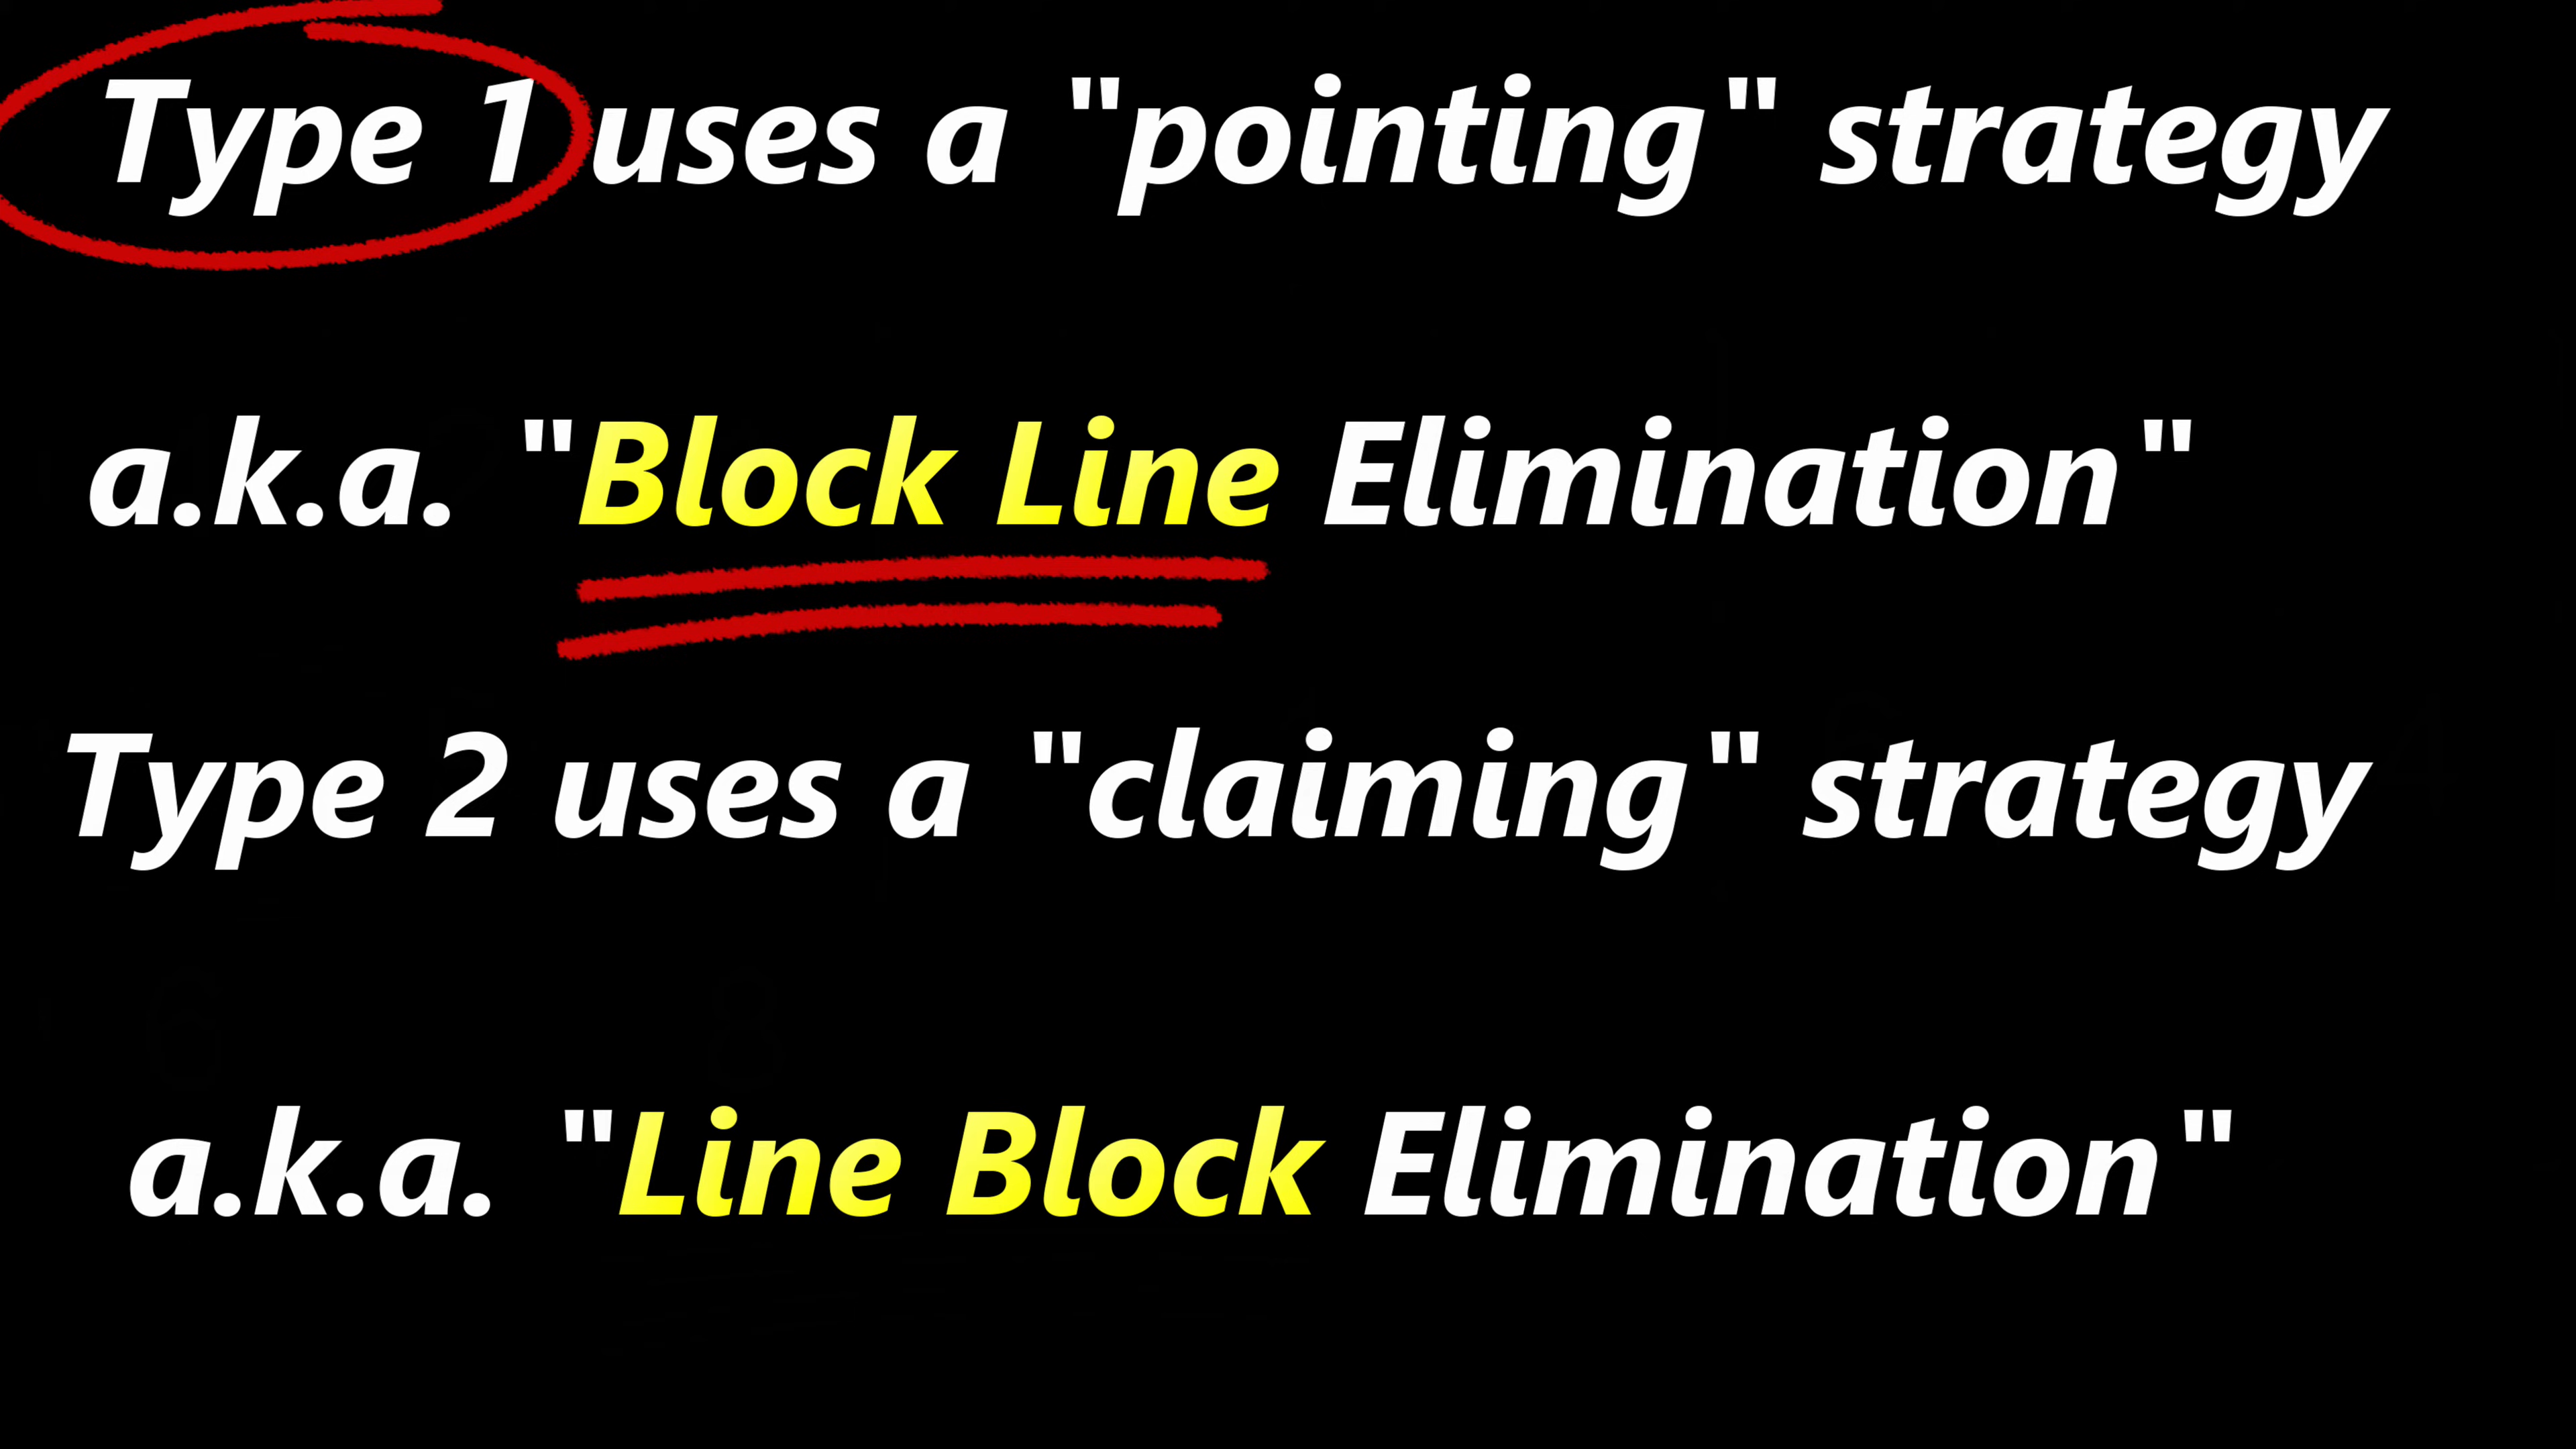 Type 1 uses a "pointing" strategy
a.k.a. "Block Line Elimination"
Type 2 uses a "claiming" strategy
a.k.a. "Line Block Elimination"